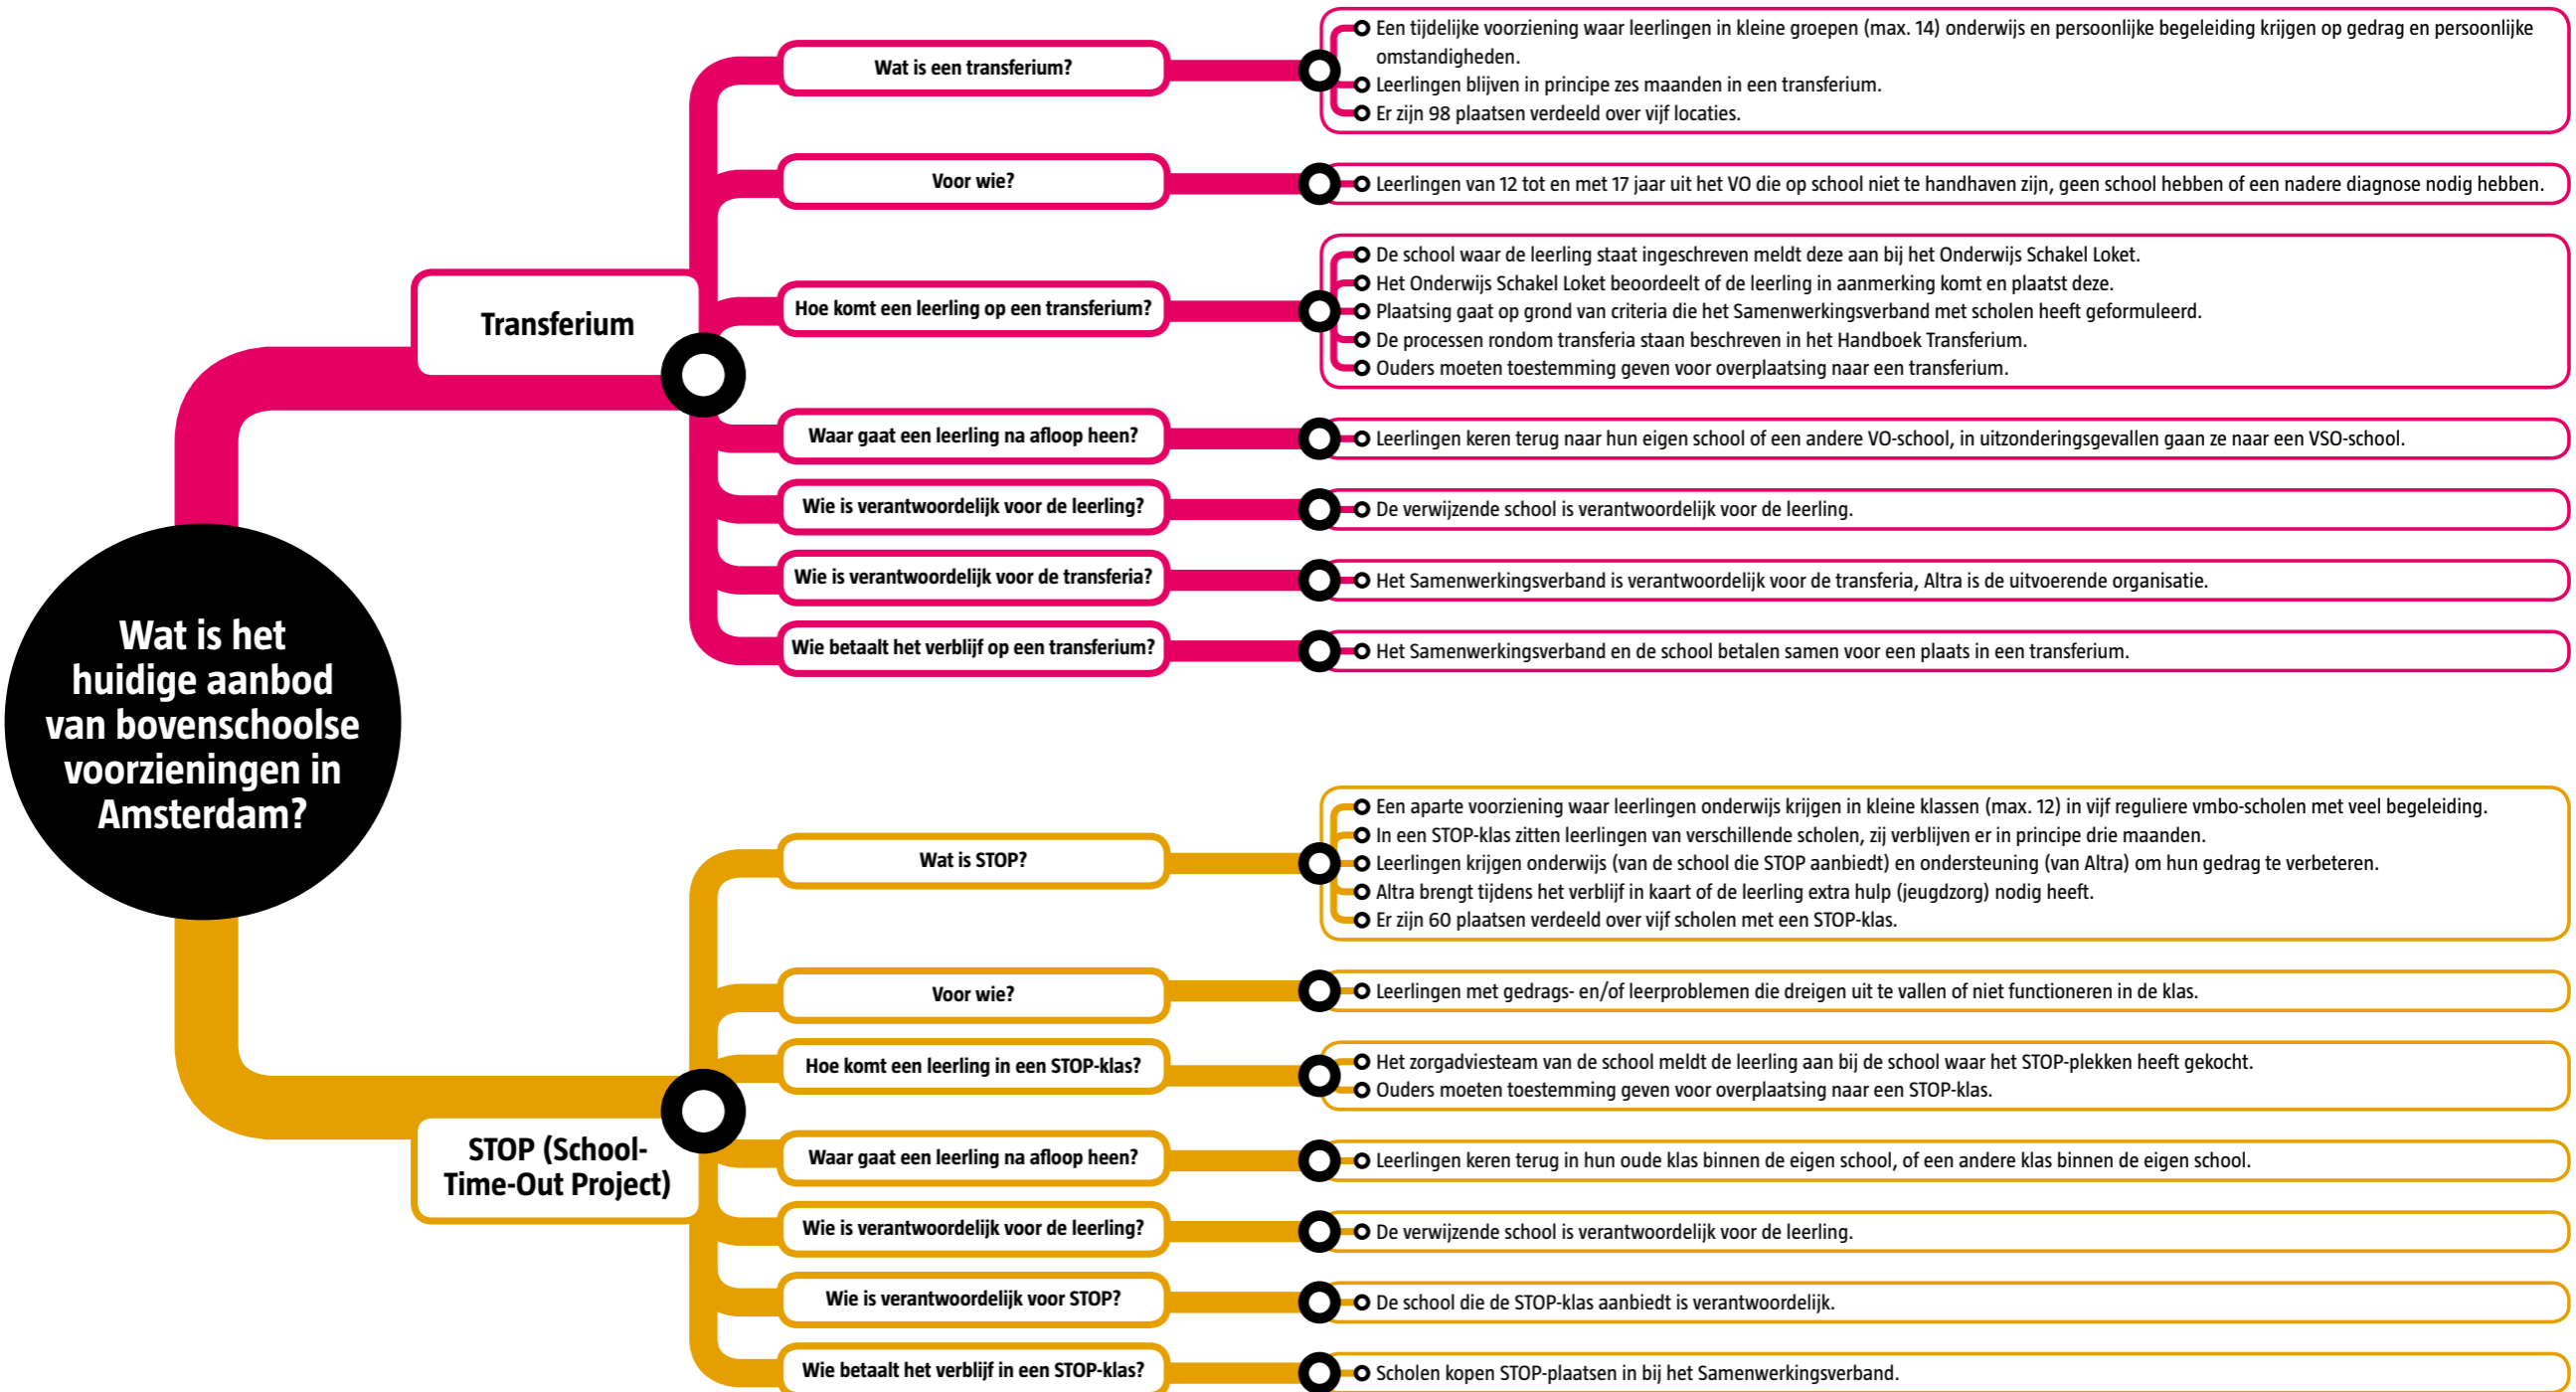 Wat is het
huidige aanbod
van bovenschoolse
voorzieningen in
Amsterdam?
Transferium
Wat is een transferium?
Een tijdelijke voorziening waar leerlingen in kleine groepen (max. 14) onderwijs en persoonlijke begeleiding krijgen op gedrag en persoonlijke
omstandigheden.
Leerlingen blijven in principe zes maanden in een transferium.
Er zijn 98 plaatsen verdeeld over vijf locaties.
Voor wie?
Leerlingen van 12 tot en met 17 jaar uit het VO die op school niet te handhaven zijn, geen school hebben of een nadere diagnose nodig hebben.
Hoe komt een leerling op een transferium?
De school waar de leerling staat ingeschreven meldt deze aan bij het Onderwijs Schakel Loket.
Het Onderwijs Schakel Loket beoordeelt of de leerling in aanmerking komt en plaatst deze.
Plaatsing gaat op grond van criteria die het Samenwerkingsverband met scholen heeft geformuleerd.
De processen rondom transferia staan beschreven in het Handboek Transferium.
Ouders moeten toestemming geven voor overplaatsing naar een transferium.
Waar gaat een leerling na afloop heen?
Leerlingen keren terug naar hun eigen school of een andere VO-school, in uitzonderingsgevallen gaan ze naar een VSO-school.
Wie is verantwoordelijk voor de leerling?
De verwijzende school is verantwoordelijk voor de leerling.
Wie is verantwoordelijk voor de transferia?
Het Samenwerkingsverband is verantwoordelijk voor de transferia, Altra is de uitvoerende organisatie.
Wie betaalt het verblijf op een transferium?
Het Samenwerkingsverband en de school betalen samen voor een plaats in een transferium.
STOP (School-
Time-Out Project)
Wat is STOP?
Een aparte voorziening waar leerlingen onderwijs krijgen in kleine klassen (max. 12) in vijf reguliere vmbo-scholen met veel begeleiding.
In een STOP-klas zitten leerlingen van verschillende scholen, zij verblijven er in principe drie maanden.
Leerlingen krijgen onderwijs (van de school die STOP aanbiedt) en ondersteuning (van Altra) om hun gedrag te verbeteren.
Altra brengt tijdens het verblijf in kaart of de leerling extra hulp (jeugdzorg) nodig heeft.
Er zijn 60 plaatsen verdeeld over vijf scholen met een STOP-klas.
Voor wie?
Leerlingen met gedrags- en/of leerproblemen die dreigen uit te vallen of niet functioneren in de klas.
Hoe komt een leerling in een STOP-klas?
Het zorgadviesteam van de school meldt de leerling aan bij de school waar het STOP-plekken heeft gekocht.
Ouders moeten toestemming geven voor overplaatsing naar een STOP-klas.
Waar gaat een leerling na afloop heen?
Leerlingen keren terug in hun oude klas binnen de eigen school, of een andere klas binnen de eigen school.
Wie is verantwoordelijk voor de leerling?
De verwijzende school is verantwoordelijk voor de leerling.
Wie is verantwoordelijk voor STOP?
De school die de STOP-klas aanbiedt is verantwoordelijk.
Wie betaalt het verblijf in een STOP-klas?
Scholen kopen STOP-plaatsen in bij het Samenwerkingsverband.